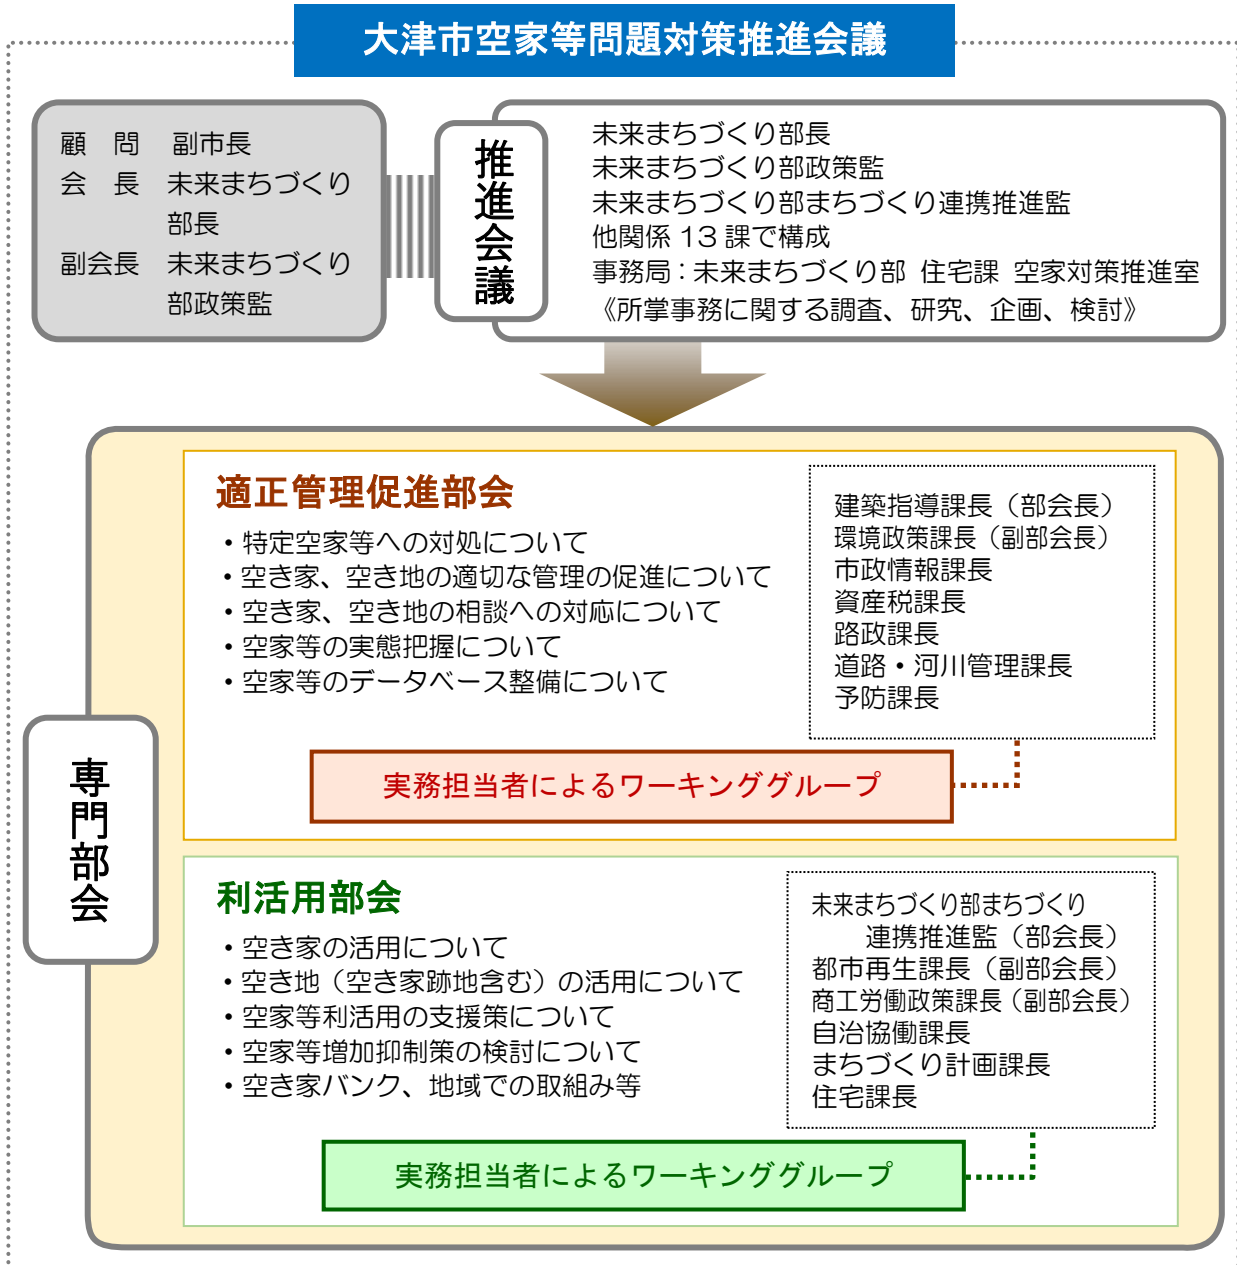 大津市空家等問題対策推進会議
顧　問　副市長
会　長　未来まちづくり
部長
副会長　未来まちづくり
部政策監
推進会議
未来まちづくり部長
未来まちづくり部政策監
未来まちづくり部まちづくり連携推進監
他関係 13 課で構成
事務局：未来まちづくり部 住宅課 空家対策推進室
《所掌事務に関する調査、研究、企画、検討》
専門部会
適正管理促進部会
・特定空家等への対処について
・空き家、空き地の適切な管理の促進について
・空き家、空き地の相談への対応について
・空家等の実態把握について
・空家等のデータベース整備について
建築指導課長（部会長）
環境政策課長（副部会長）
市政情報課長
資産税課長
路政課長
道路・河川管理課長
予防課長
実務担当者によるワーキンググループ
利活用部会
・空き家の活用について
・空き地（空き家跡地含む）の活用について
・空家等利活用の支援策について
・空家等増加抑制策の検討について
・空き家バンク、地域での取組み等
未来まちづくり部まちづくり
連携推進監（部会長）
都市再生課長（副部会長）
商工労働政策課長（副部会長）
自治協働課長
まちづくり計画課長
住宅課長
実務担当者によるワーキンググループ